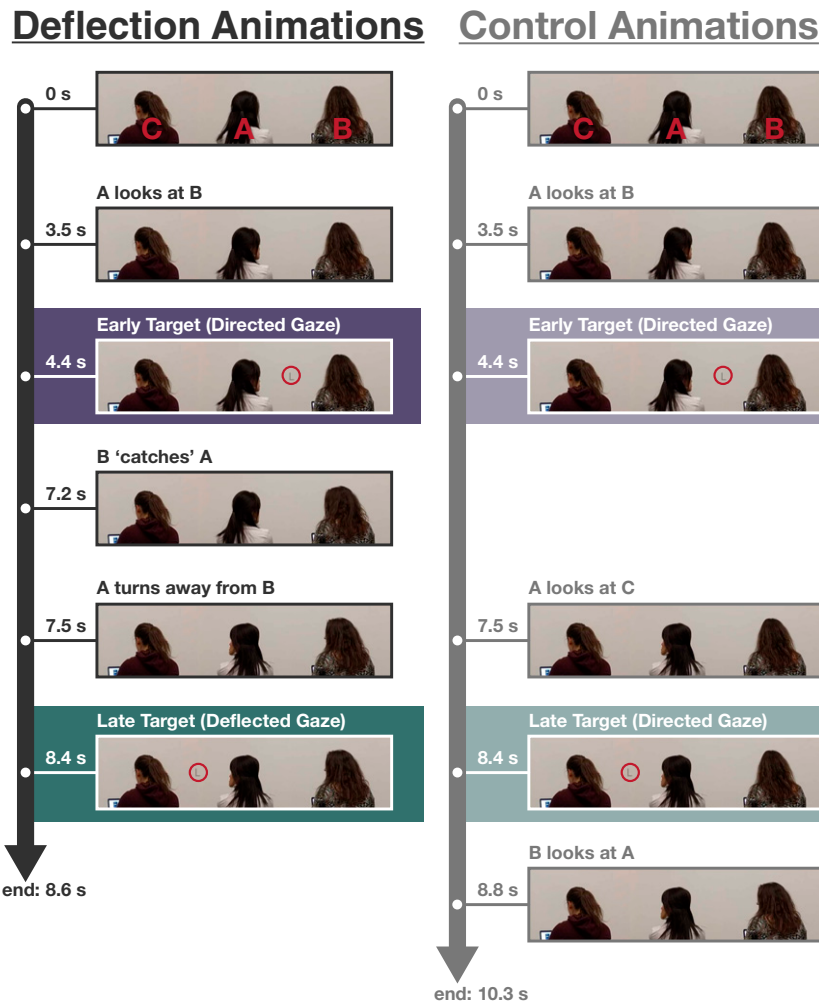 Deflection Animations
0 s
C A B
A looks at B
3.5 s
Early Target (Directed Gaze)
4.4 s
L
B ‘catches’ A
7.2 s
A turns away from B
7.5 s
Late Target (Deflected Gaze)
8.4 s
L
end: 8.6 s
Control Animations
0 s
C A B
A looks at B
3.5 s
Early Target (Directed Gaze)
4.4 s
L
A looks at C
7.5 s
Late Target (Directed Gaze)
8.4 s
L
B looks at A
8.8 s
end: 10.3 s